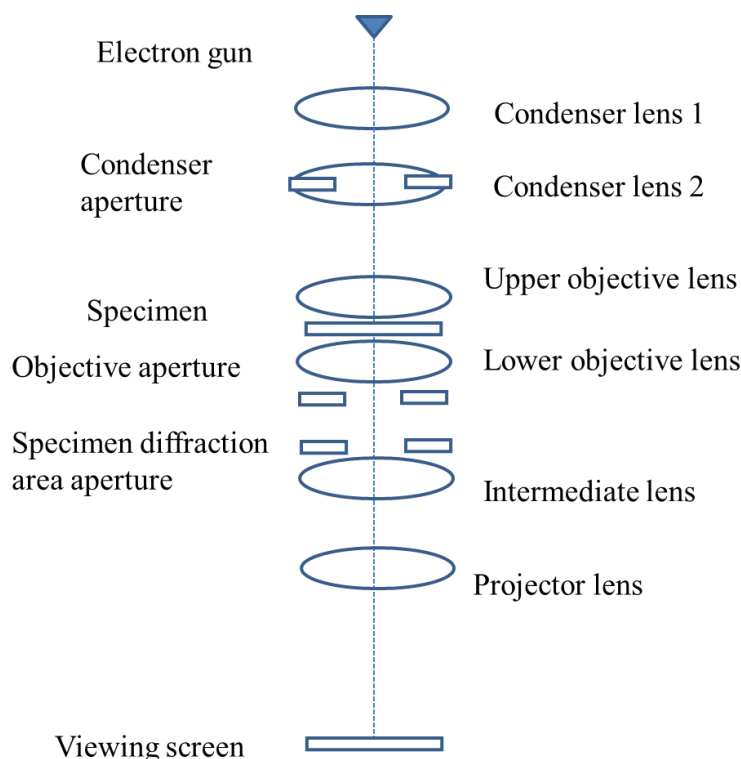 Electron gun
Condenser lens 1
Condenser
aperture
Condenser lens 2
Upper objective lens
Specimen
Lower objective lens
Objective aperture
Specimen diffraction
area aperture
Intermediate lens
Projector lens
Viewing screen